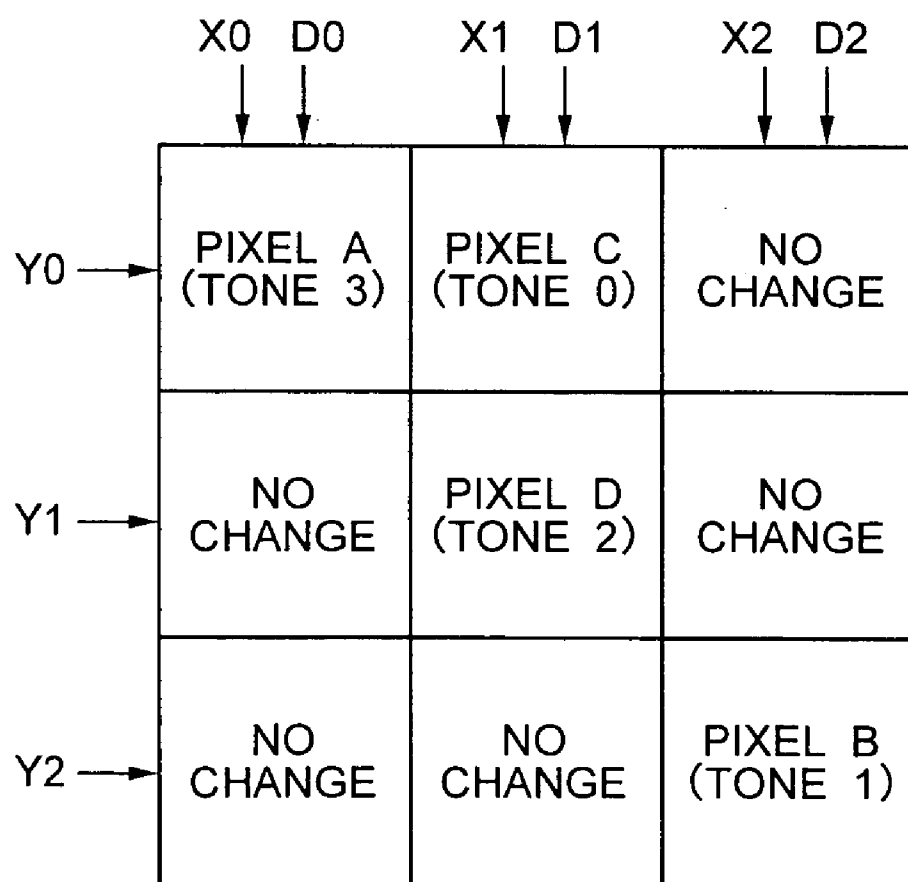 X0 D0 X1 D1 X2 D2
Y0
PIXEL A
(TONE 3)
PIXEL C
(TONE 0)
NO
CHANGE
Y1
NO
CHANGE
PIXEL D
(TONE 2)
NO
CHANGE
Y2
NO
CHANGE
NO
CHANGE
PIXEL B
(TONE 1)